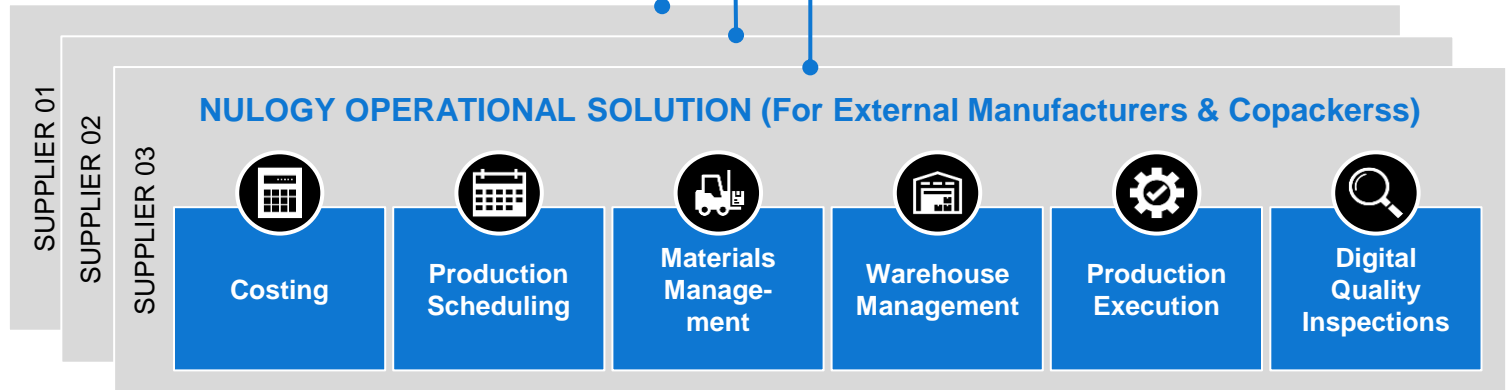 SUPPLIER 01
SUPPLIER 02
SUPPLIER 03
NULOGY OPERATIONAL SOLUTION (For External Manufacturers & Copackerss)
Costing
Production
Scheduling
Materials
Manage-
ment
Warehouse
Management
Production
Execution
Digital
Quality
Inspections